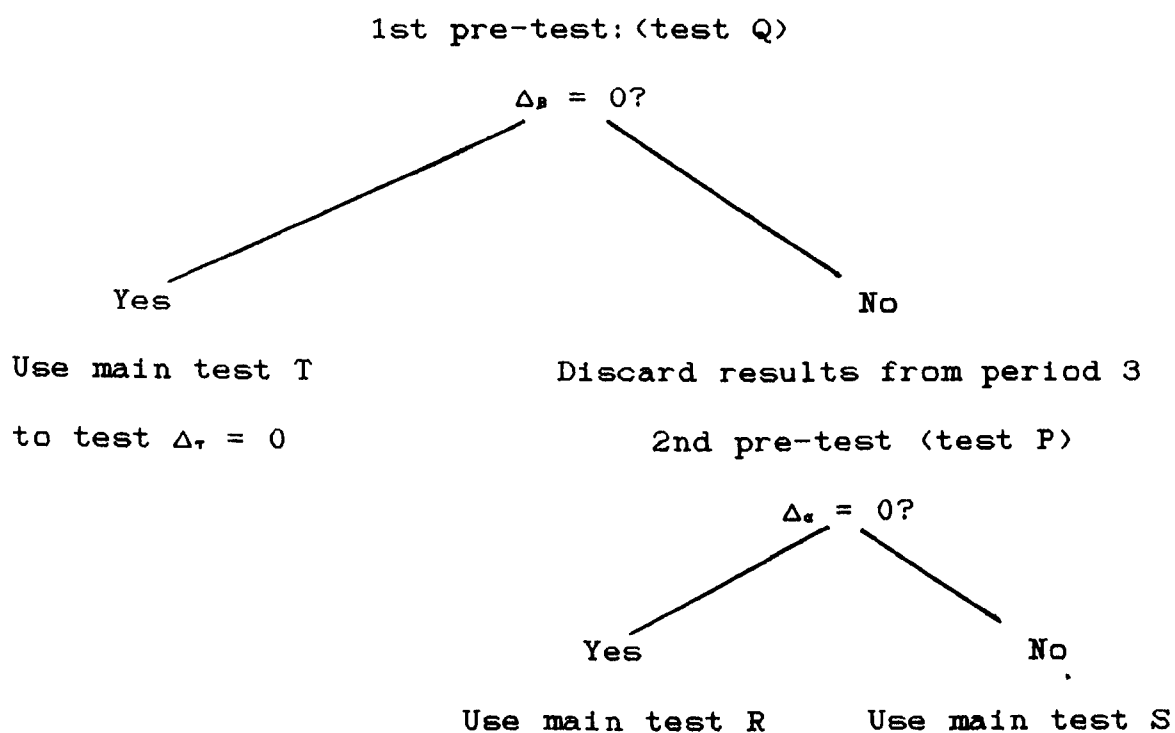 1st pre-test: (test Q)
Δβ = 0?
Yes
No
Use main test T
Discard results from period 3
to test Δτ = 0
2nd pre-test (test P)
Δα = 0?
Yes
No
Use main test R
Use main test S